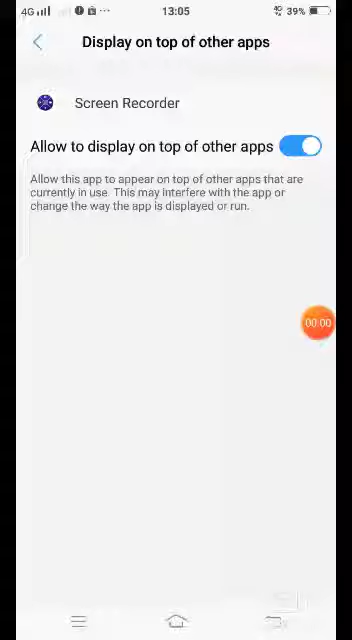 4G 13:05 4G 39%
Display on top of other apps
Screen Recorder
Allow to display on top of other apps
Allow this app to appear on top of other apps that are
currently in use. This may interfere with the app or
change the way the app is displayed or run.
00:00